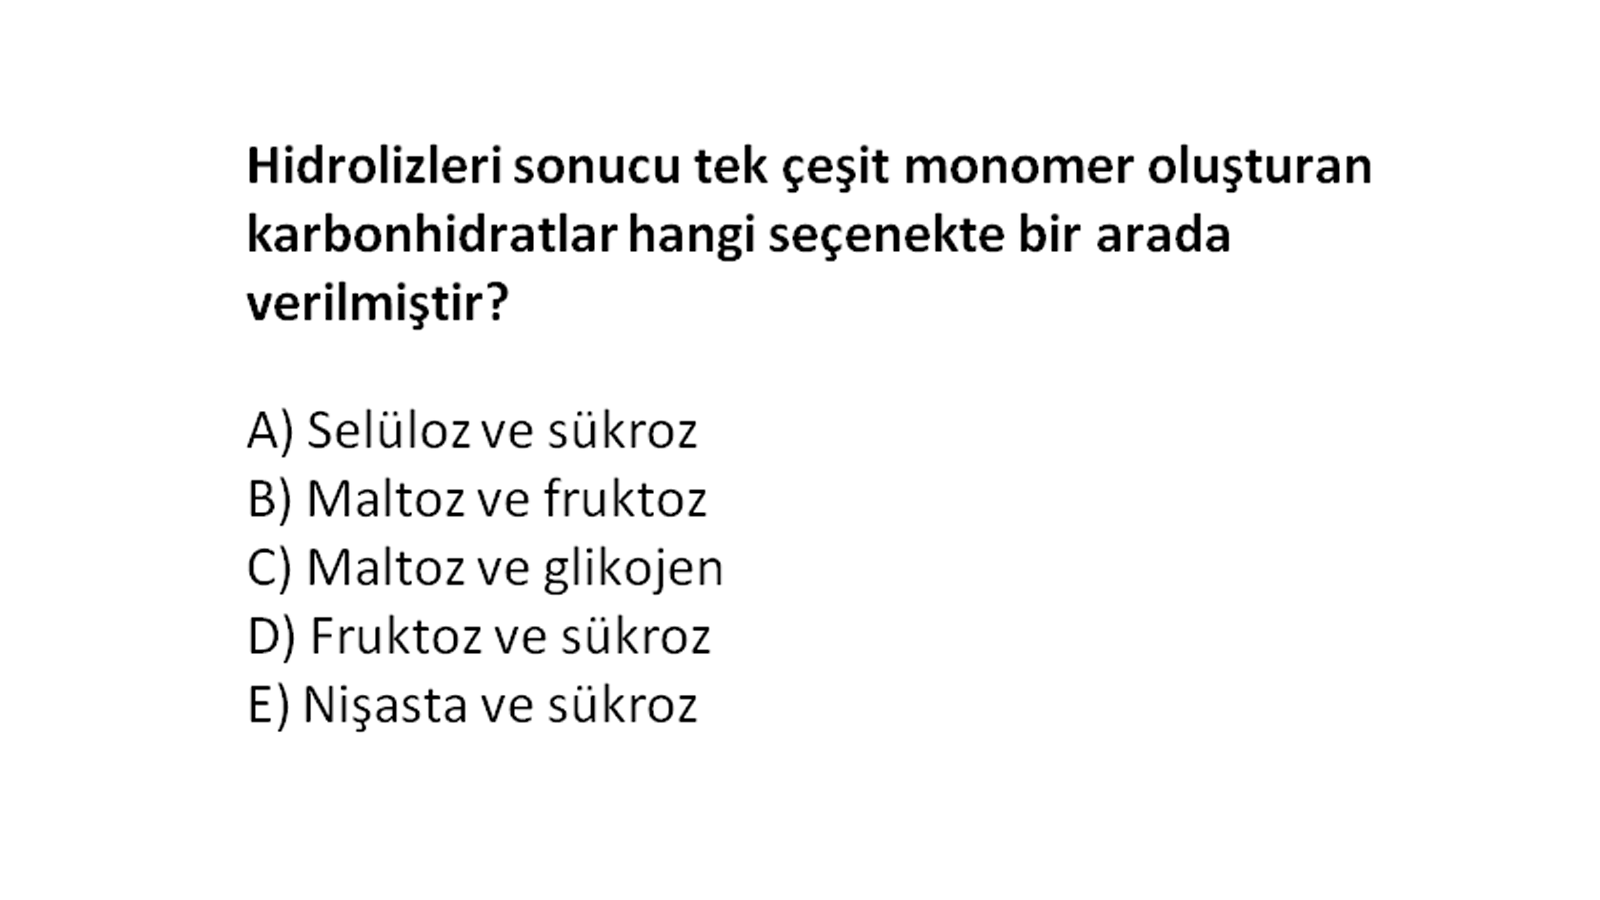 Hidrolizleri sonucu tek çeşit monomer oluşturan
karbonhidratlar hangi seçenekte bir arada
verilmiştir?
A) Selüloz ve sükroz
B) Maltoz ve fruktoz
C) Maltoz ve glikojen
D) Fruktoz ve sükroz
E) Nişasta ve sükroz